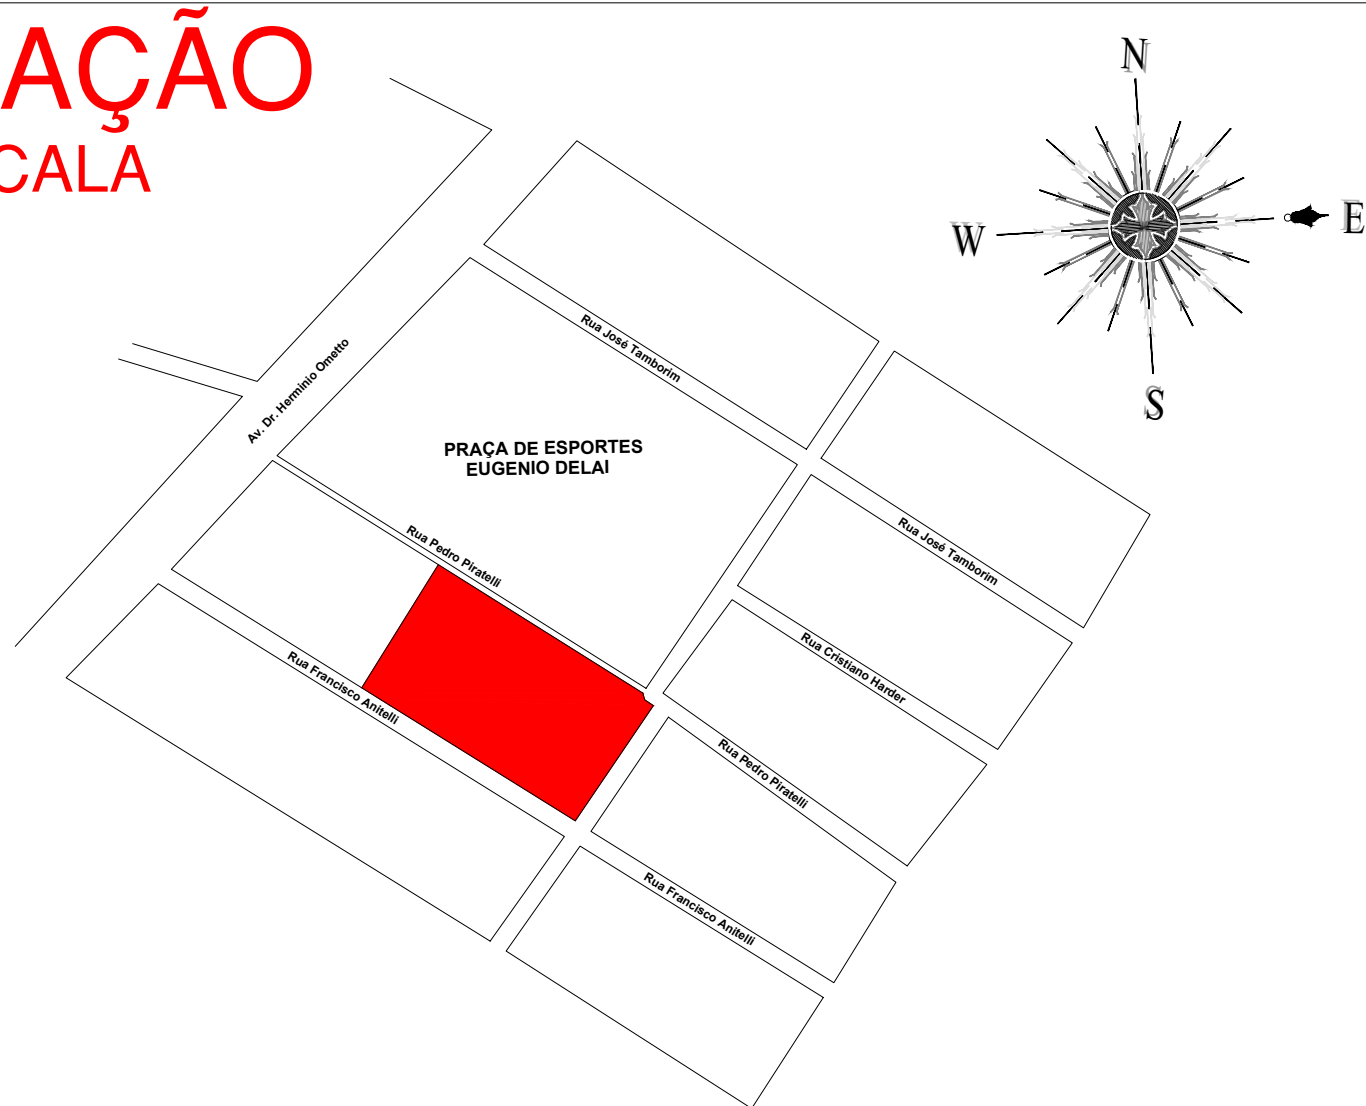 AÇÃO
CALA
N
W
E
S
Av. Dr. Herminio Ometto
Rua José Tamborim
PRAÇA DE ESPORTES
EUGENIO DELAI
Rua Pedro Piratelli
Rua José Tamborim
Rua Cristiano Harder
Rua Francisco Anitelli
Rua Pedro Piratelli
Rua Francisco Anitelli